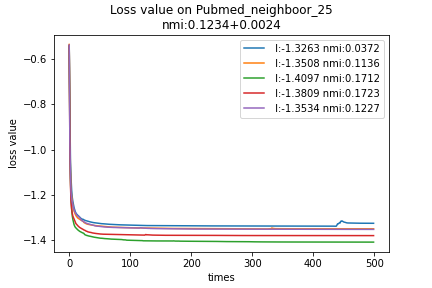 Loss value on Pubmed_neighboor_25
nmi:0.1234+0.0024
l:-1.3263 nmi:0.0372
l:-1.3508 nmi:0.1136
l:-1.4097 nmi:0.1712
l:-1.3809 nmi:0.1723
l:-1.3534 nmi:0.1227
loss value
−0.6
−0.8
−1.0
−1.2
−1.4
0 100 200 300 400 500
times